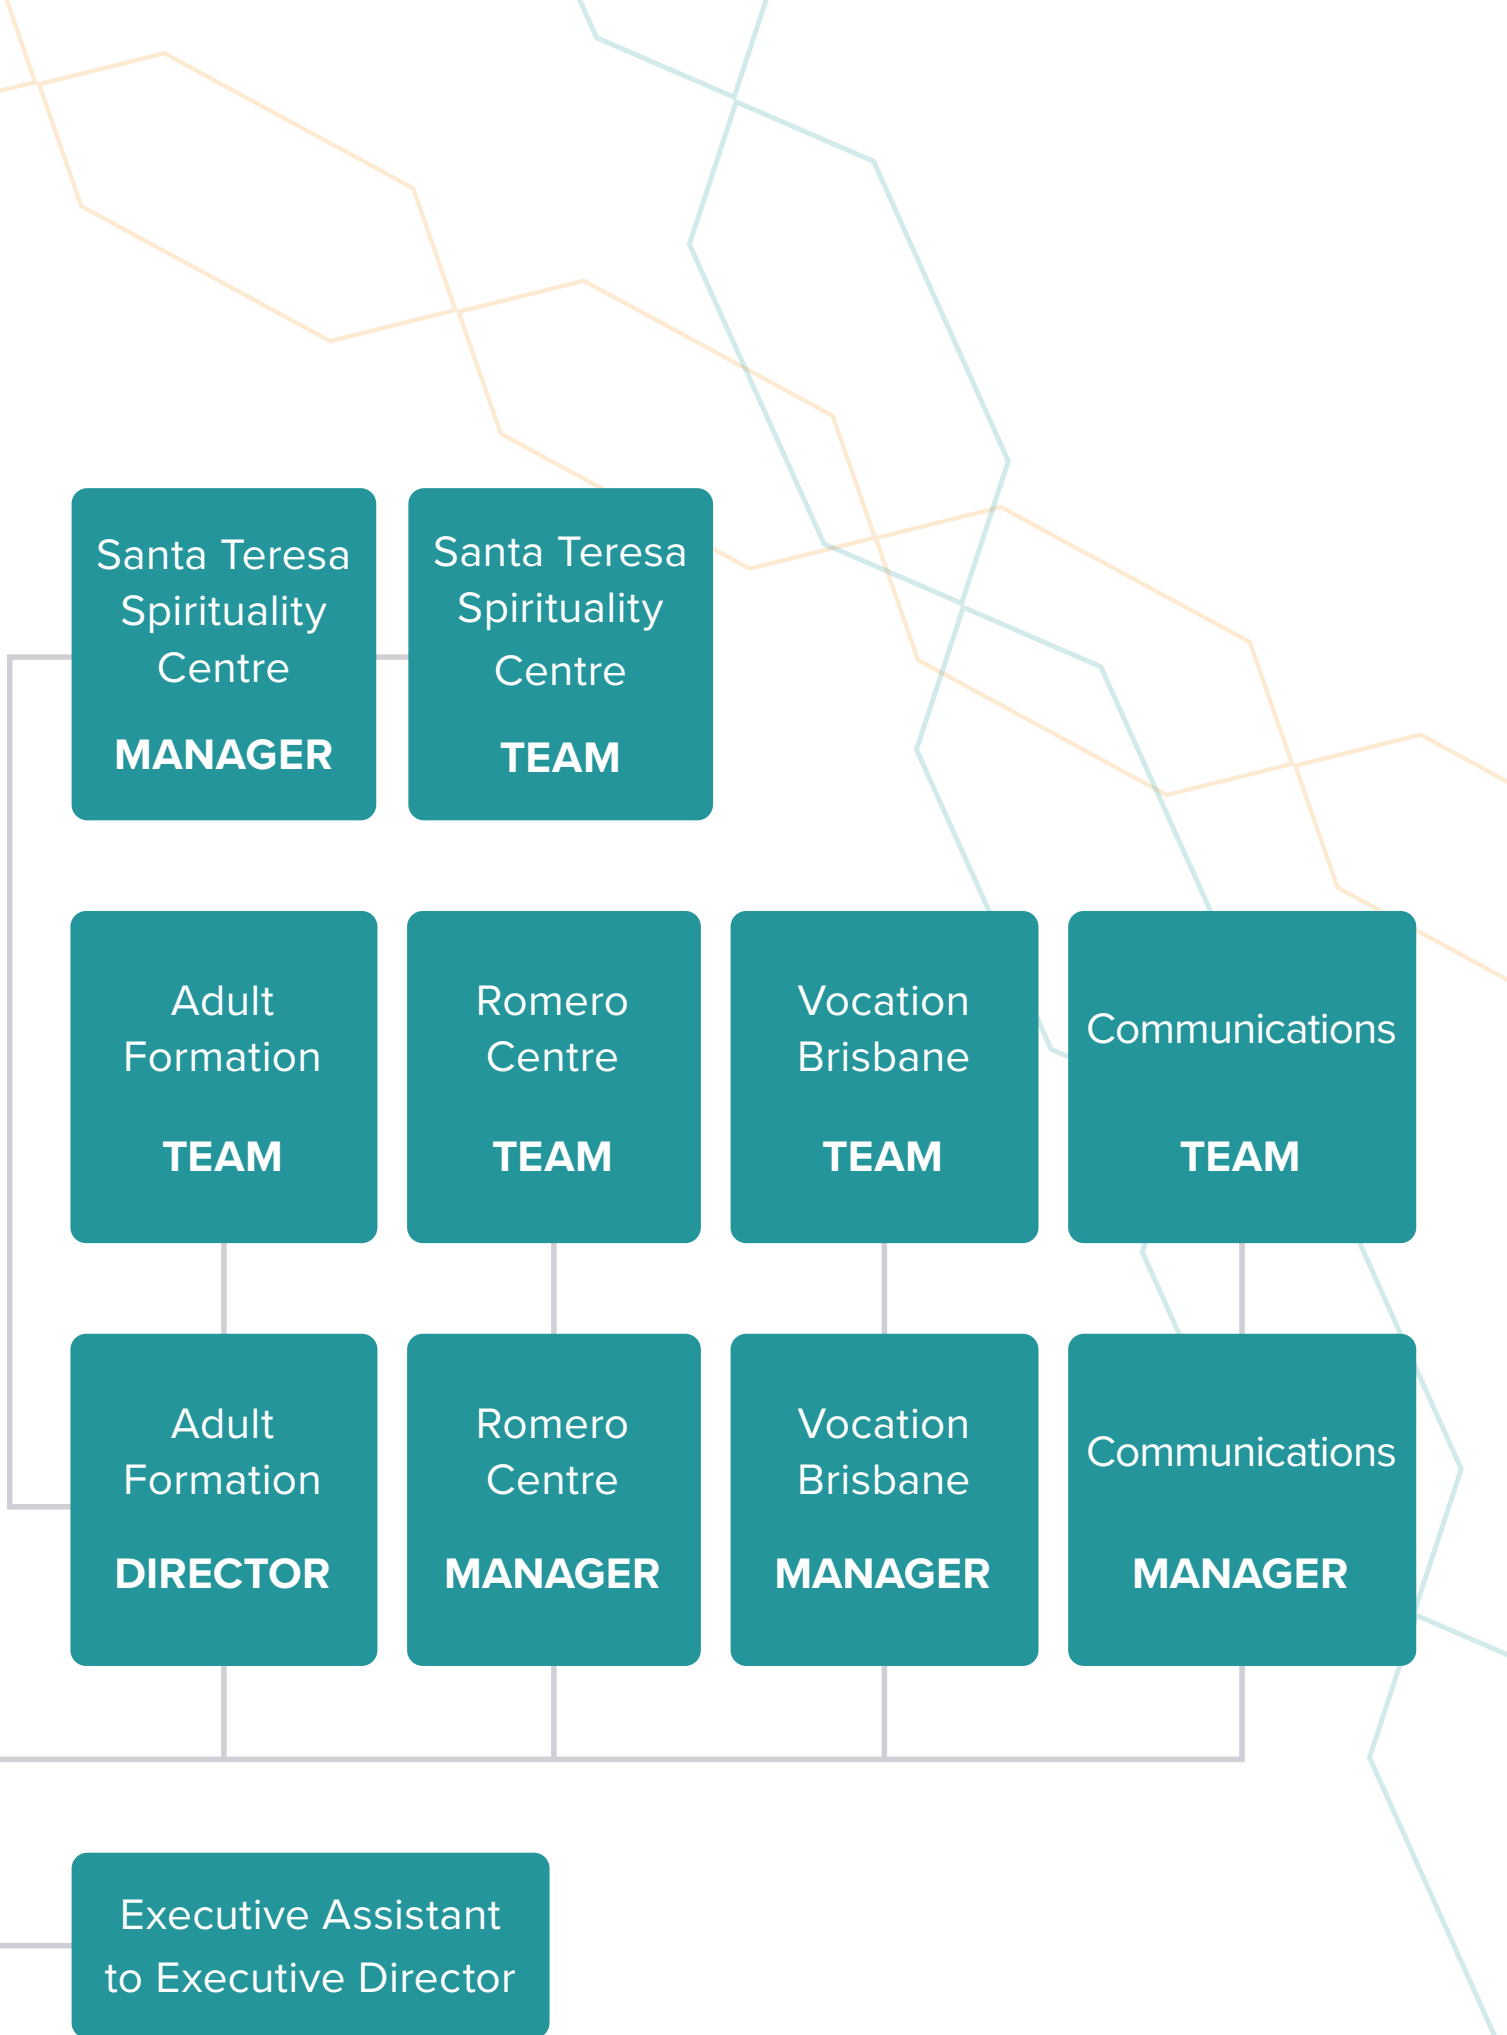 Santa Teresa
Spirituality
Centre
MANAGER
Santa Teresa
Spirituality
Centre
TEAM
Adult
Formation
TEAM
Romero
Centre
TEAM
Vocation
Brisbane
TEAM
Communications
TEAM
Adult
Formation
DIRECTOR
Romero
Centre
MANAGER
Vocation
Brisbane
MANAGER
Communications
MANAGER
Executive Assistant
to Executive Director